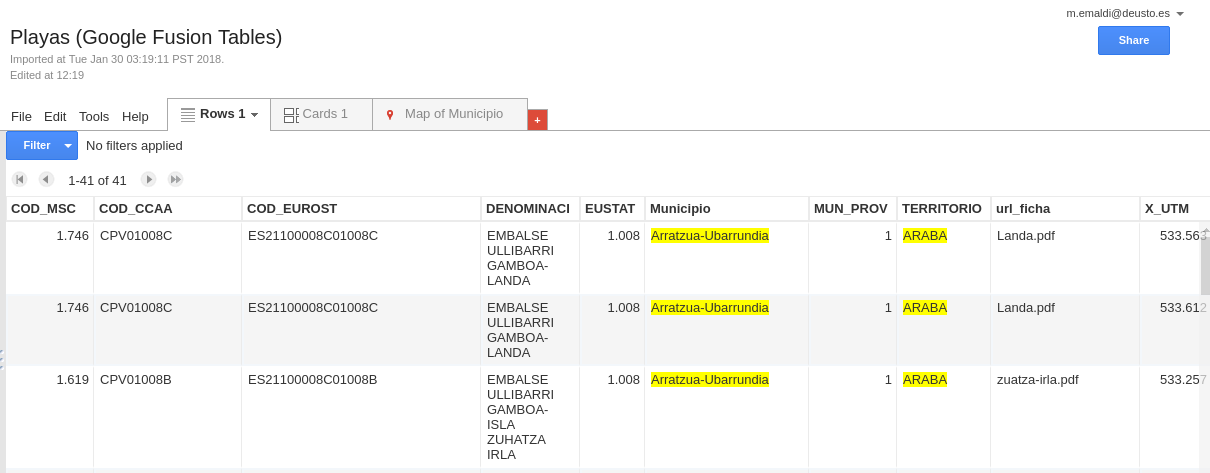 m.emaldi@deusto.es
Playas (Google Fusion Tables)
Share
Imported at Tue Jan 30 03:19:11 PST 2018.
Edited at 12:19
File Edit Tools Help Rows 1 Cards 1 Map of Municipio +
Filter No filters applied
1-41 of 41
COD_MSC COD_CCAA COD_EUROST DENOMINACI EUSTAT Municipio MUN_PROV TERRITORIO url_ficha X_UTM
1.746 CPV01008C ES21100008C01008C EMBALSE 1.008 Arratzua-Ubarrundia 1 ARABA Landa.pdf 533.563
ULLIBARRI
GAMBOA-
LANDA
1.746 CPV01008C ES21100008C01008C EMBALSE 1.008 Arratzua-Ubarrundia 1 ARABA Landa.pdf 533.612
ULLIBARRI
GAMBOA-
LANDA
1.619 CPV01008B ES21100008C01008B EMBALSE 1.008 Arratzua-Ubarrundia 1 ARABA zuatza-irla.pdf 533.257
ULLIBARRI
GAMBOA-
ISLA
ZUHATZA
IRLA